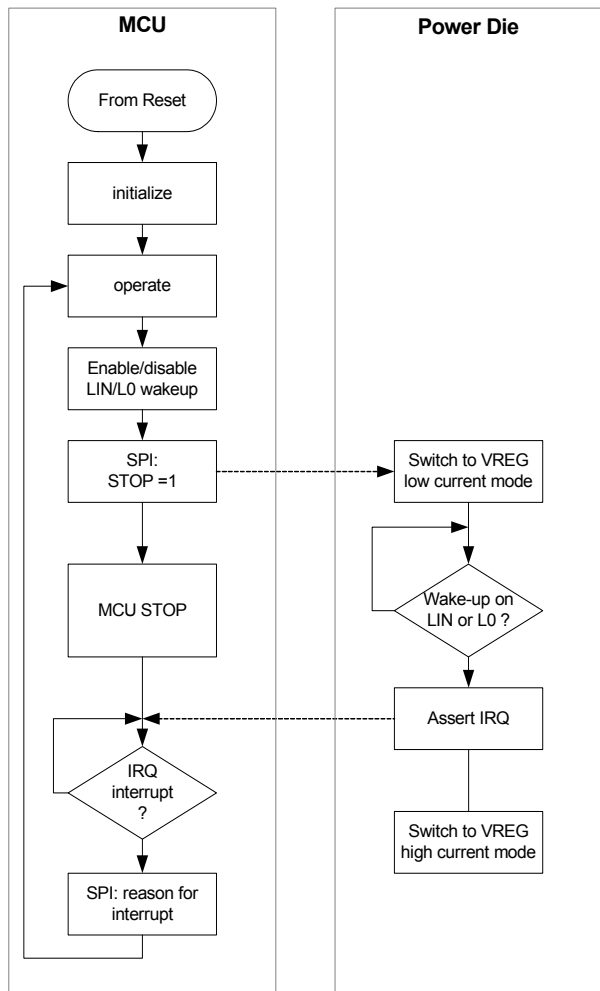 MCU
From Reset
initialize
operate
Enable/disable
LIN/L0 wakeup
SPI:
STOP =1
MCU STOP
IRQ
interrupt
?
SPI: reason for
interrupt
Power Die
Switch to VREG
low current mode
Wake-up on
LIN or L0 ?
Assert IRQ
Switch to VREG
high current mode